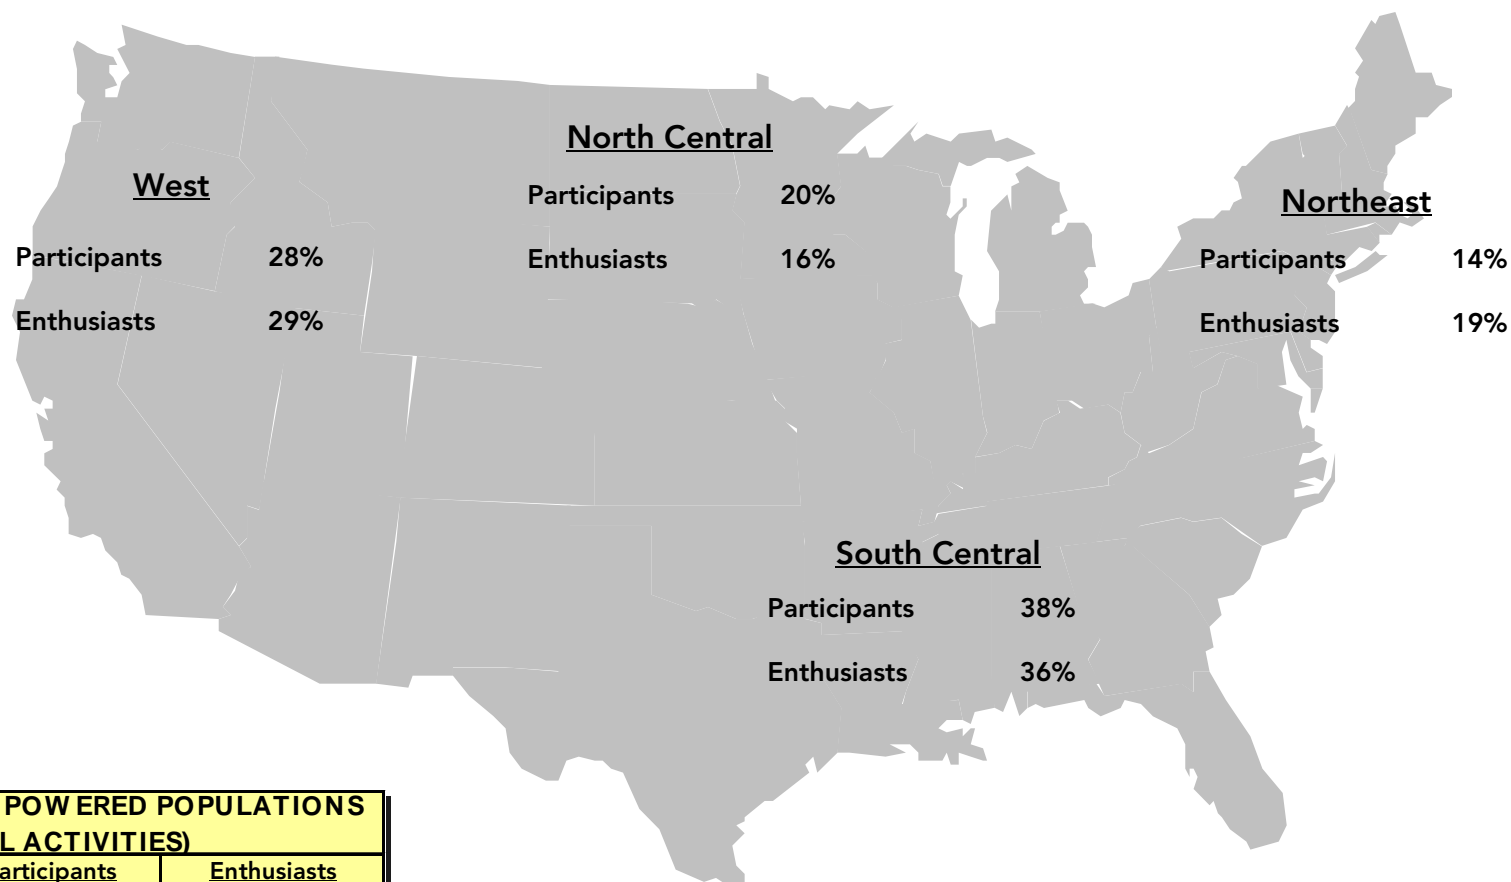 North Central
Participants 20%
Enthusiasts 16%
West
Participants 28%
Enthusiasts 29%
Northeast
Participants 14%
Enthusiasts 19%
South Central
Participants 38%
Enthusiasts 36%
POWERED POPULATIONS
L ACTIVITIES)
articipants Enthusiasts